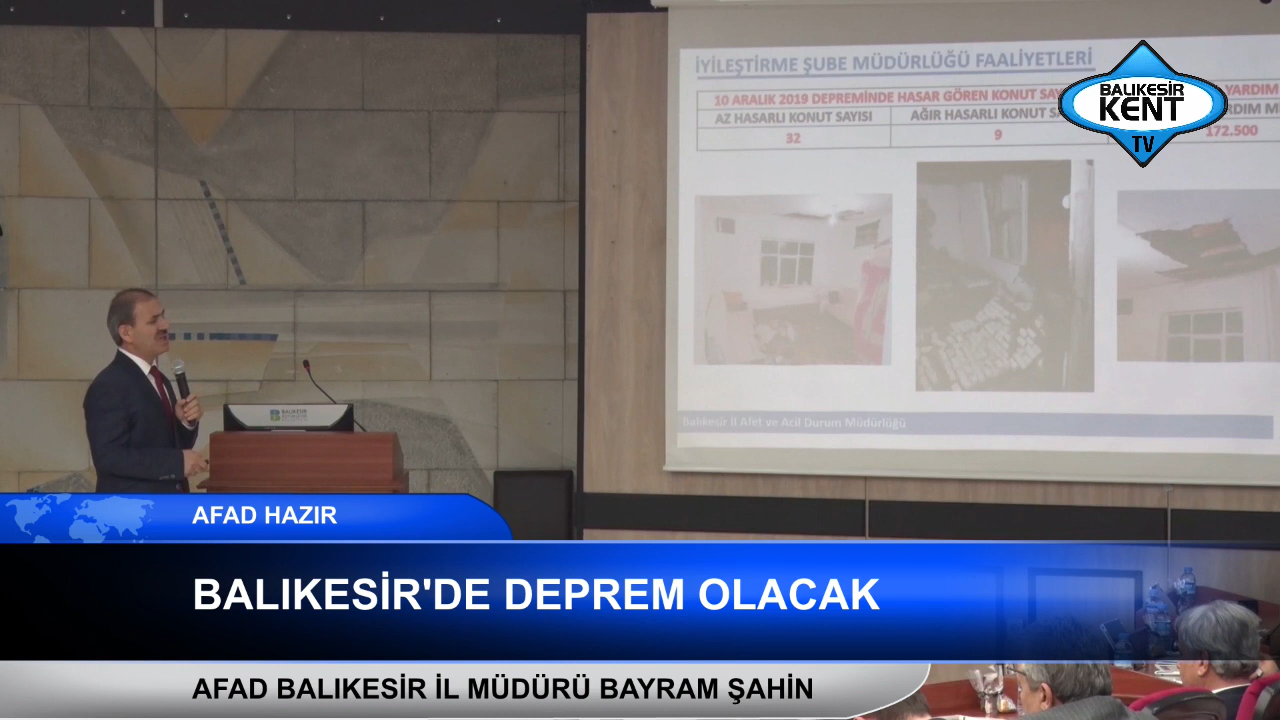 İYİLEŞTİRME ŞUBE MÜDÜRLÜĞÜ FAALİYETLERİ
10 ARALIK 2019 DEPREMİNDE HASAR GÖREN KONUT YARDIM
AZ HASARLI KONUT SAYISI AĞIR HASARLI KONUT
32 9 172.500
BALIKESİR
KENT
TV
BALIKESİR
Balıkesir İl Afet ve Acil Durum Müdürlüğü
AFAD HAZIR
BALIKESİR'DE DEPREM OLACAK
AFAD BALIKESİR İL MÜDÜRÜ BAYRAM ŞAHİN